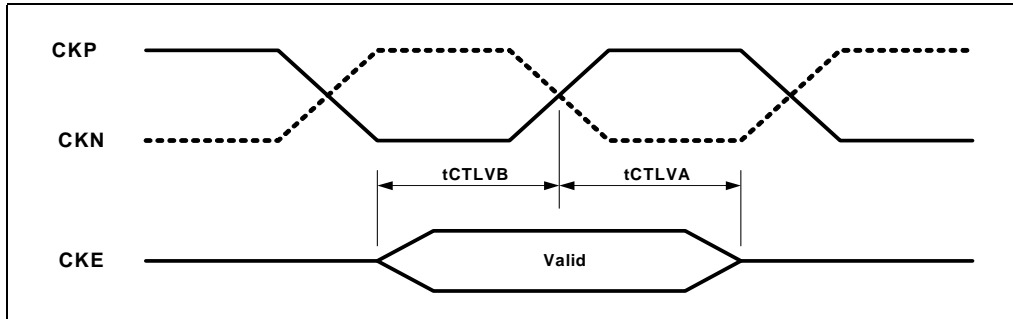 CKP
CKN
tCTLVB
tCTLVA
CKE
Valid